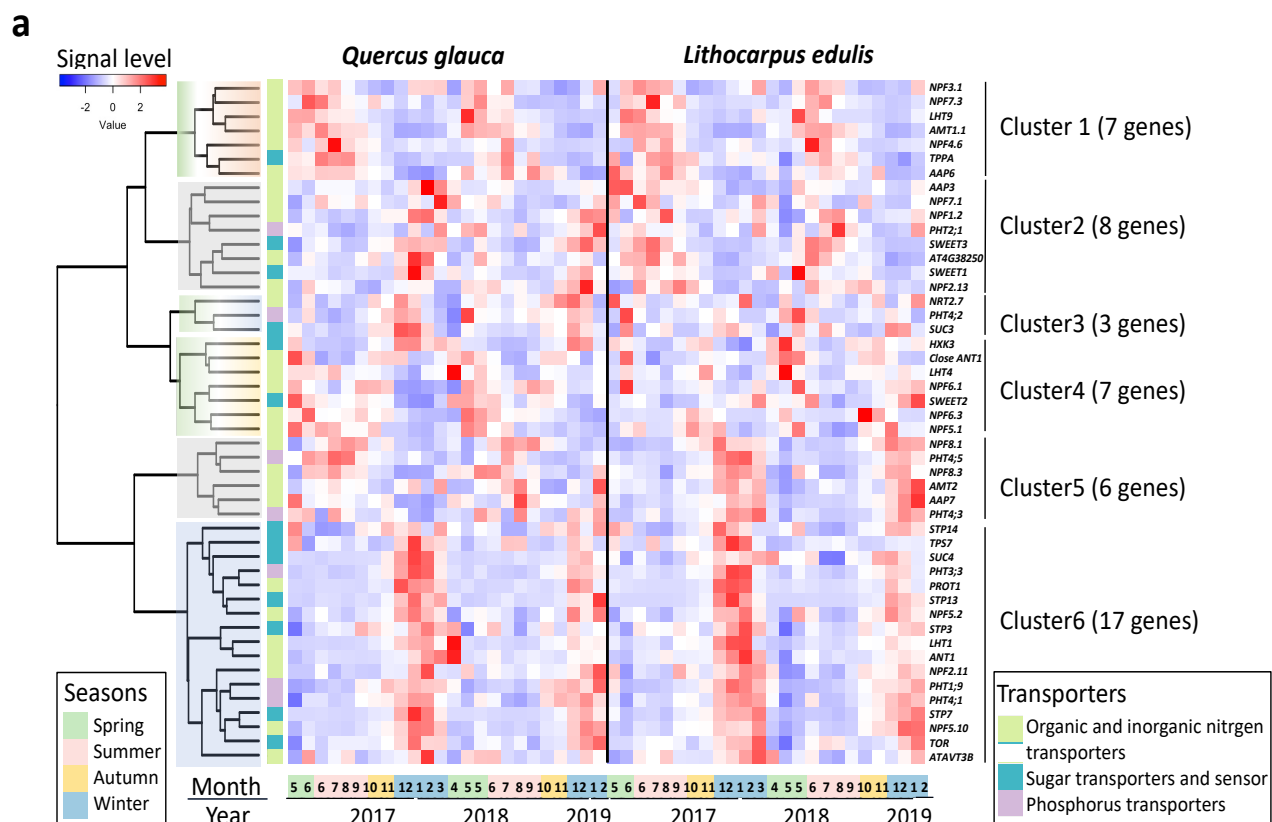 a
Signal level
-2 0 2
Value
Quercus glauca
Lithocarpus edulis
NPF3.1
NPF7.3
LHT9
AMT1.1
NPF4.6
TPPA
AAP6
AAP3
NPF7.1
NPF1.2
PHT2;1
SWEET3
AT4G38250
SWEET1
NPF2.13
NRT2.7
PHT4;2
SUC3
HXK3
Close ANT1
LHT4
NPF6.1
SWEET2
NPF6.3
NPF5.1
NPF8.1
PHT4;5
NPF8.3
AMT2
AAP7
PHT4;3
STP14
TPS7
SUC4
PHT3;3
PROT1
STP13
NPF5.2
STP3
LHT1
ANT1
NPF2.11
PHT1;9
PHT4;1
STP7
NPF5.10
TOR
ATAVT3B
Cluster 1 (7 genes)
Cluster2 (8 genes)
Cluster3 (3 genes)
Cluster4 (7 genes)
Cluster5 (6 genes)
Cluster6 (17 genes)
Seasons
Spring
Summer
Autumn
Winter
Month
5 6 6 7 8 9 10 11 12 1 2 3 4 5 5 6 7 8 9 10 11 12 1 2 5 6 6 7 8 9 10 11 12 1 2 3 4 5 5 6 7 8 9 10 11 12 1 2
Year
2017 2018 2019 2017 2018 2019
Transporters
Organic and inorganic nitrgen
transporters
Sugar transporters and sensor
Phosphorus transporters